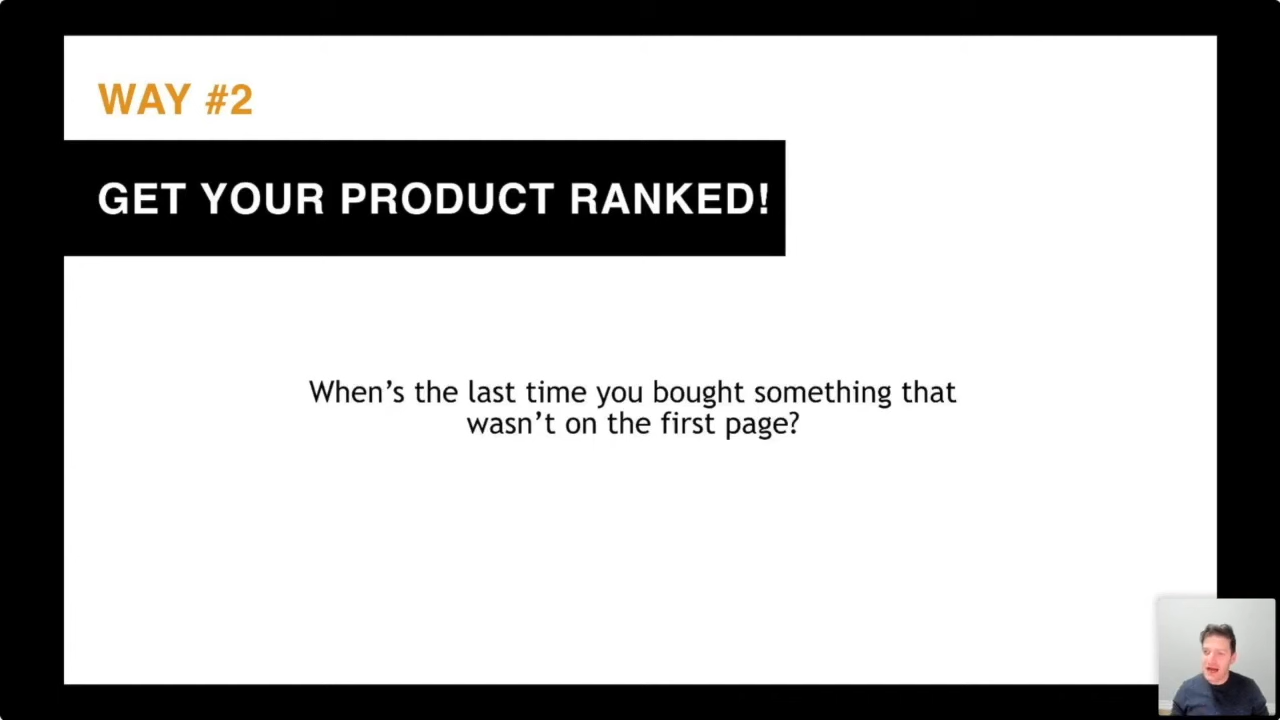 WAY #2
GET YOUR PRODUCT RANKED!
When’s the last time you bought something that
wasn’t on the first page?